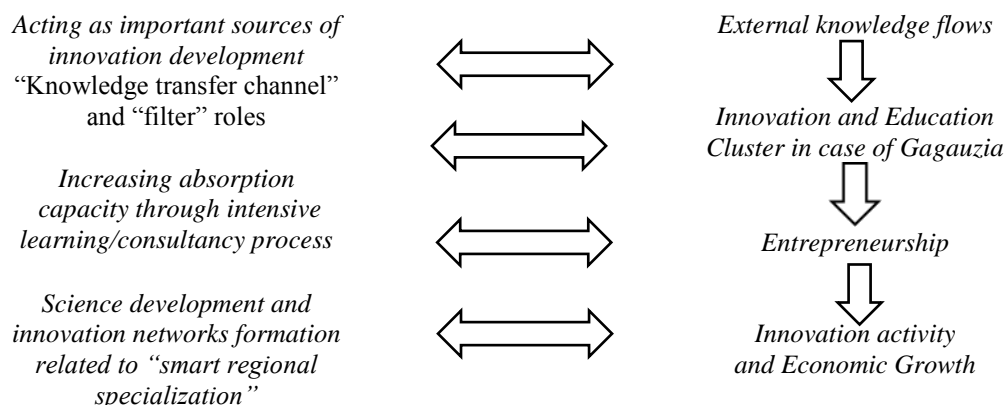 Acting as important sources of
innovation development
“Knowledge transfer channel”
and “filter” roles
Increasing absorption
capacity through intensive
learning/consultancy process
Science development and
innovation networks formation
related to “smart regional
specialization”
External knowledge flows
Innovation and Education
Cluster in case of Gagauzia
Entrepreneurship
Innovation activity
and Economic Growth